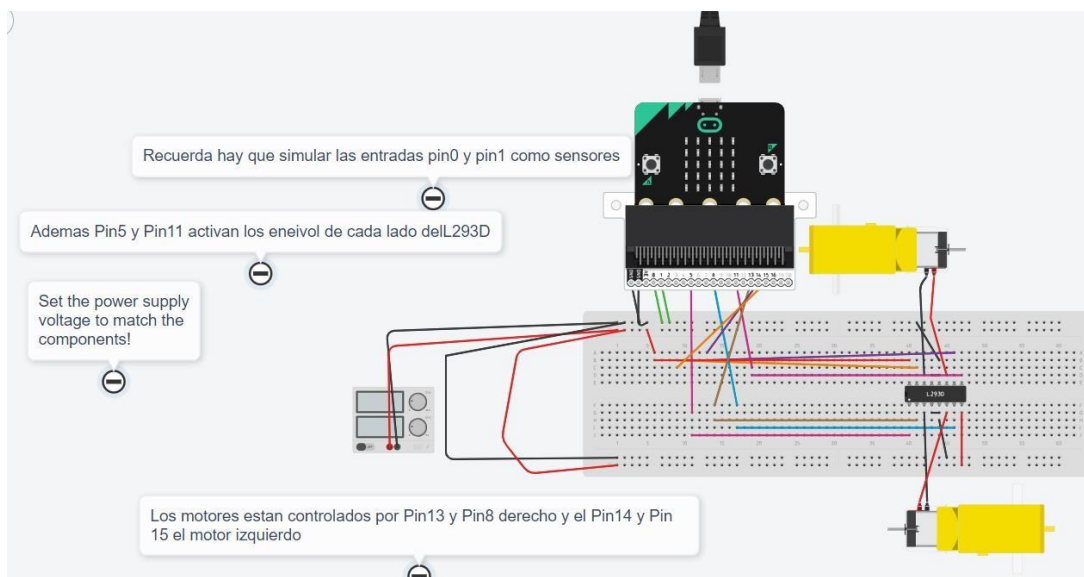 Recuerda hay que simular las entradas pin0 y pin1 como sensores
Ademas Pin5 y Pin11 activan los eneivol de cada lado delL293D
Set the power supply
voltage to match the
components!
L293D
Los motores estan controlados por Pin13 y Pin8 derecho y el Pin14 y Pin
15 el motor izquierdo